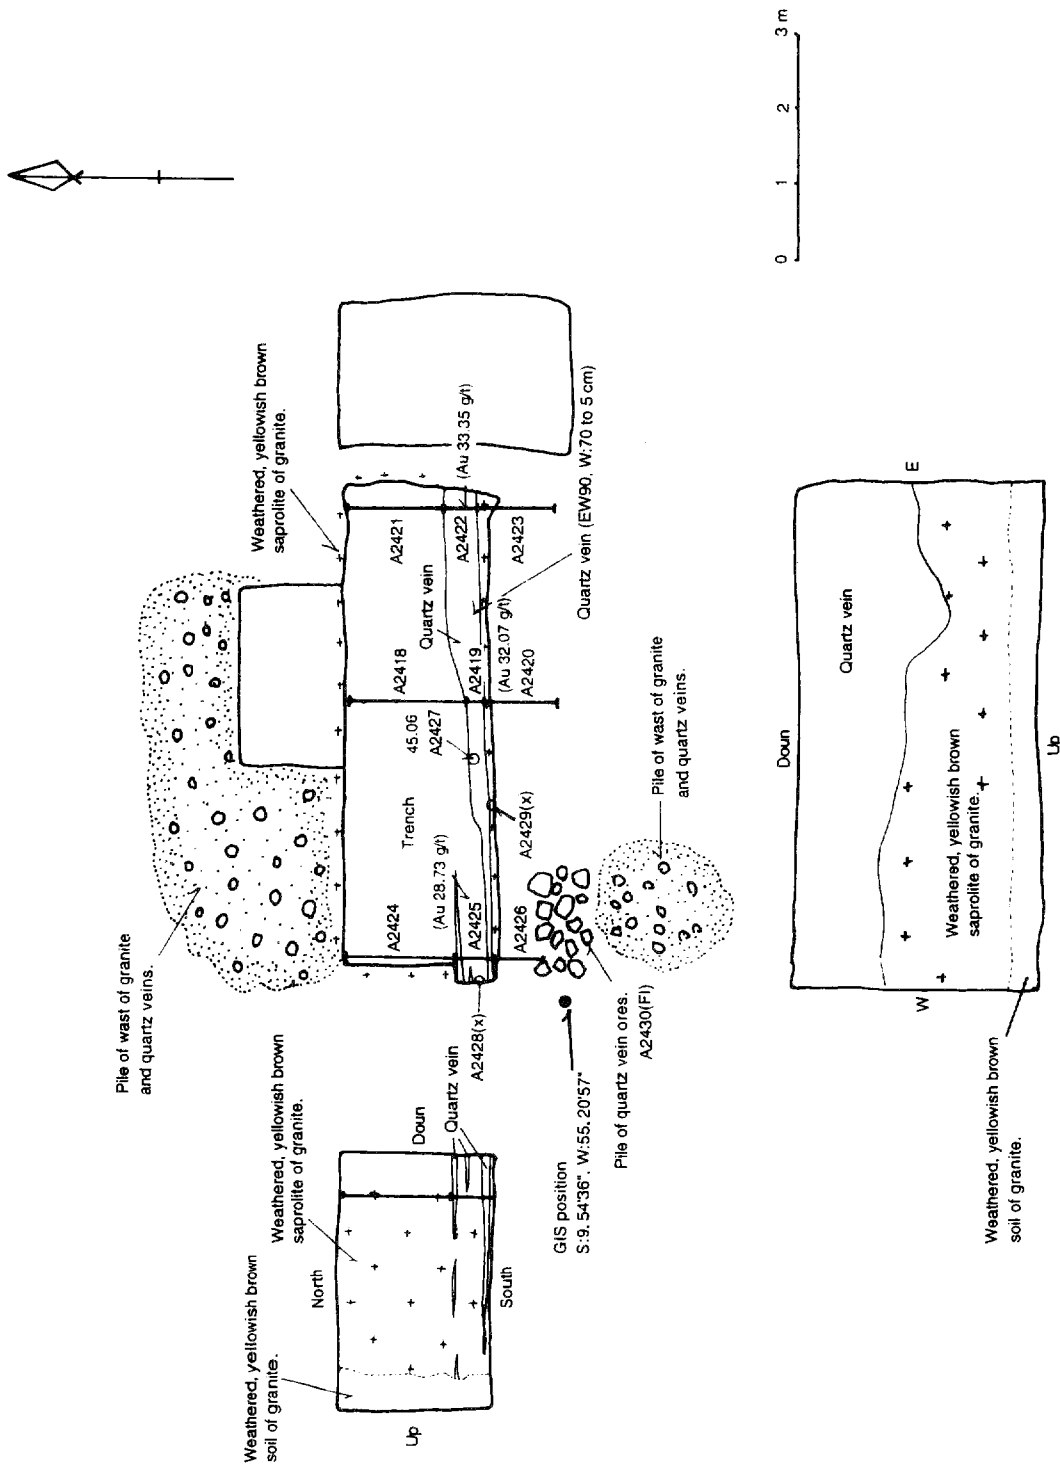 Pile of wast of granite
and quartz veins.
Weathered, yellowish brown
saprolite of granite.
Weathered, yellowish brown
soil of granite.
Weathered, yellowish brown
saprolite of granite.
North
South
Up
Doun
Quartz vein
A2424
A2418
A2421
Trench
45.06
A2427
Quartz vein
(Au 28.73 g/t)
A2425
A2419
A2422
(Au 33.35 g/t)
(Au 32.07 g/t)
A2428(x)
A2426
A2429(x)
A2420
A2423
Quartz vein (EW90, W:70 to 5 cm)
GIS position
S:9. 54'36", W:55. 20'57"
Pile of quartz vein ores.
A2430(Fl)
Pile of wast of granite
and quartz veins.
Doun
W
E
Quartz vein
Weathered, yellowish brown
saprolite of granite.
Up
Weathered, yellowish brown
soil of granite.
0 1 2 3 m